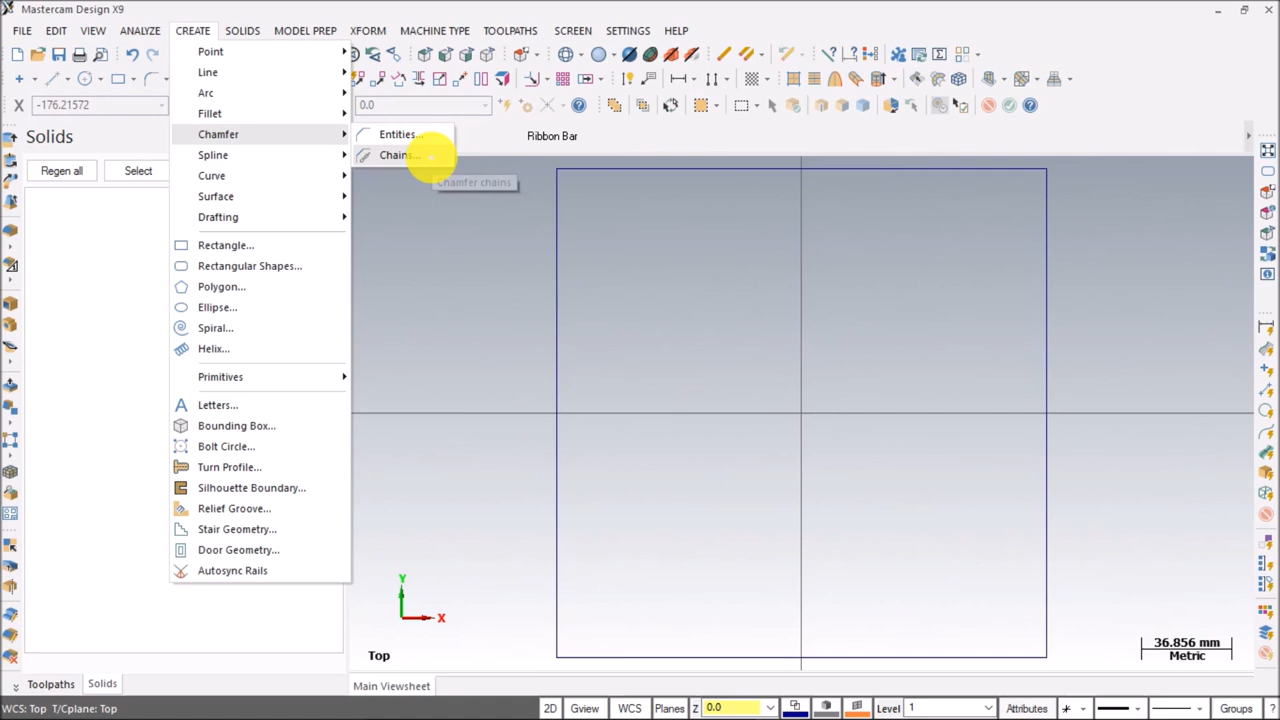 Mastercam Design X9
FILE EDIT VIEW ANALYZE CREATE SOLIDS MODEL PREP XFORM MACHINE TYPE TOOLPATHS SCREEN SETTINGS HELP
-176.21572
0.0
Solids
Ribbon Bar
Regen all
Select
Point
Line
Arc
Fillet
Chamfer
Spline
Curve
Surface
Drafting
Rectangle...
Rectangular Shapes...
Polygon...
Ellipse...
Spiral...
Helix...
Primitives
Letters...
Bounding Box...
Bolt Circle...
Turn Profile...
Silhouette Boundary...
Relief Groove...
Stair Geometry...
Door Geometry...
Autosync Rails
Entities...
Chains...
Chamfer chains
Y
X
Top
36.856 mm
Metric
Toolpaths
Solids
Main Viewsheet
WCS: Top T/Cplane: Top
2D Gview WCS Planes Z 0.0 Level 1 Attributes Groups